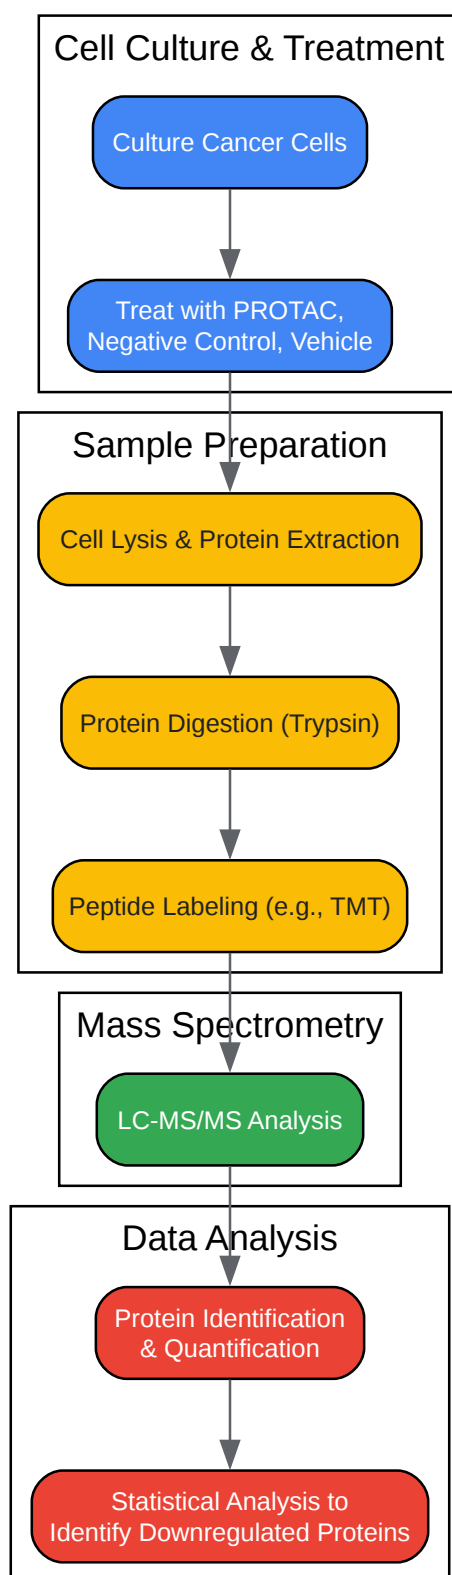 Cell Culture & Treatment
Culture Cancer Cells
Treat with PROTAC,
Negative Control, Vehicle
Sample Preparation
Cell Lysis & Protein Extraction
Protein Digestion (Trypsin)
Peptide Labeling (e.g., TMT)
Mass Spectrometry
LC-MS/MS Analysis
Data Analysis
Protein Identification
& Quantification
Statistical Analysis to
Identify Downregulated Proteins